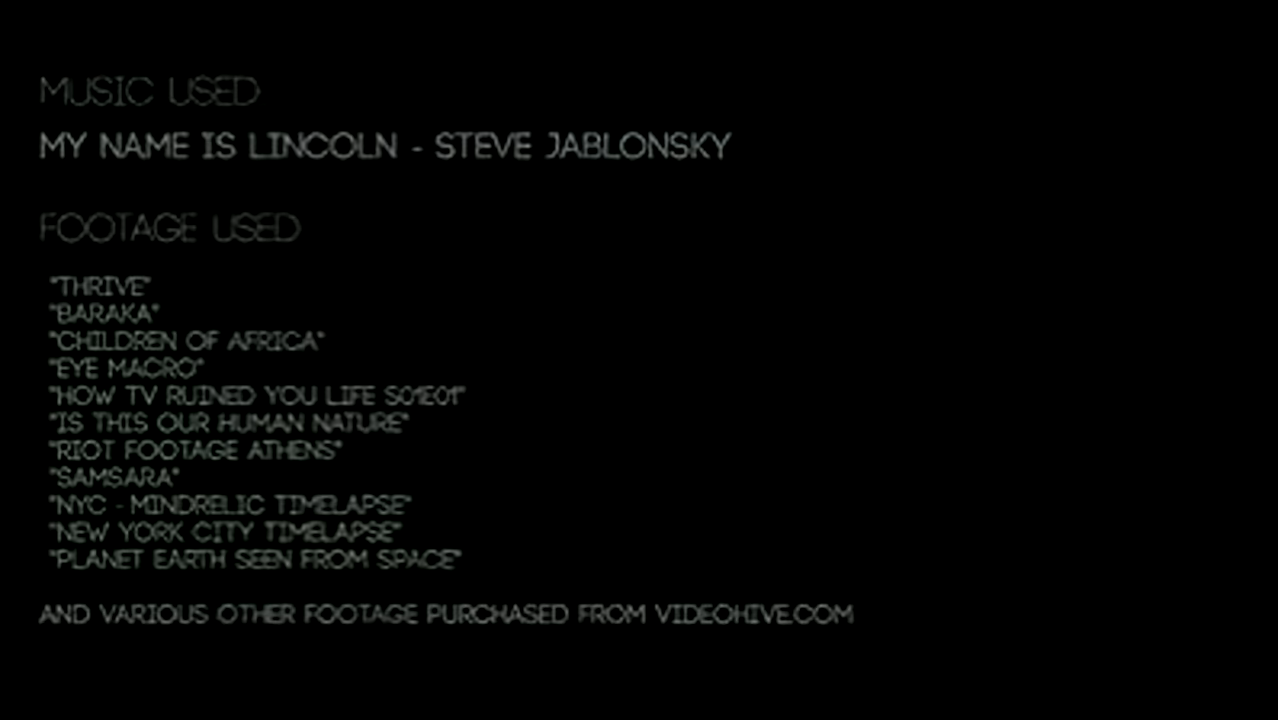 MUSIC USED
MY NAME IS LINCOLN - STEVE JABLONSKY
FOOTAGE USED
"THRIVE"
"BARAKA"
"CHILDREN OF AFRICA"
"EYE MACRO"
"HOW TV RUINED YOU LIFE S01E01"
"IS THIS OUR HUMAN NATURE"
"RIOT FOOTAGE ATHENS"
"SAMSARA"
"NYC - MINDRELIC TIMELAPSE"
"NEW YORK CITY TIMELAPSE"
"PLANET EARTH SEEN FROM SPACE"
AND VARIOUS OTHER FOOTAGE PURCHASED FROM VIDEOHIVE.COM